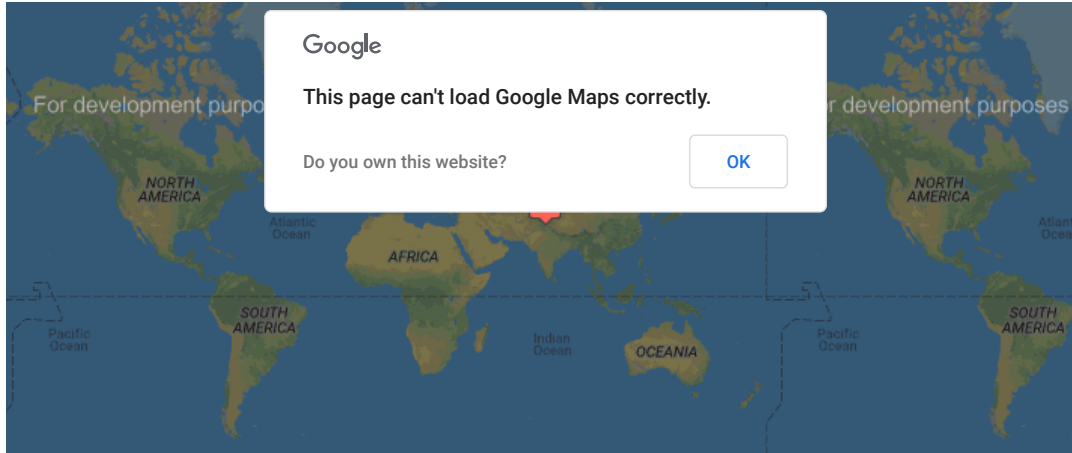 Google
This page can't load Google Maps correctly.
Do you own this website?
OK
For development purpo
r development purposes
NORTH
AMERICA
NORTH
AMERICA
Atlantic
Ocean
Atlant
Ocea
AFRICA
SOUTH
AMERICA
SOUTH
AMERICA
Pacific
Ocean
Indian
Ocean
Pacific
Ocean
OCEANIA